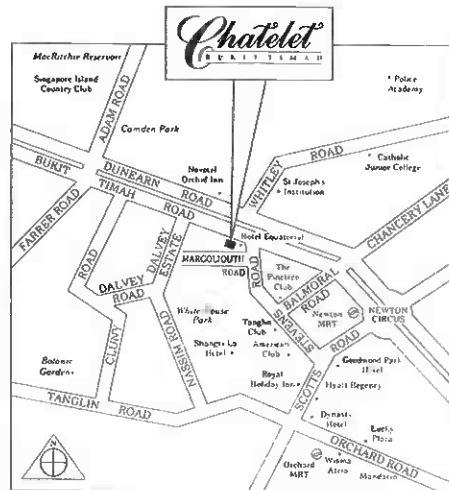 Chatelet
BUKIT TIMAH
MacRitchie Reservoir
Singapore Island
Country Club
ADAM ROAD
Camden Park
Police
Academy
WHITLEY ROAD
Catholic
Junior College
BUKIT TIMAH ROAD
DUNEARN ROAD
Novotel
Orchid Inn
St Joseph's
Institution
CHANCERY LANE
FARRER ROAD
Hotel Equatorial
MARGOLIOUTH
ROAD
DALVEY
ESTATE
DALVEY
ROAD
CLUNY ROAD
The
Pinetree
Club
BALMORAL
ROAD
STEVENS ROAD
White House
Park
NASSIM ROAD
Newton
MRT
NEWTON
CIRCUS
Tanglin
Club
American
Club
Shangri-La
Hotel
Botanic
Gardens
Royal
Holiday Inn
SCOTTS ROAD
Goodwood Park
Hotel
Hyatt Regency
TANGLIN ROAD
Dynasty
Hotel
Lucky
Plaza
ORCHARD ROAD
Orchard
MRT
Wisma
Atria
Mandarin
N